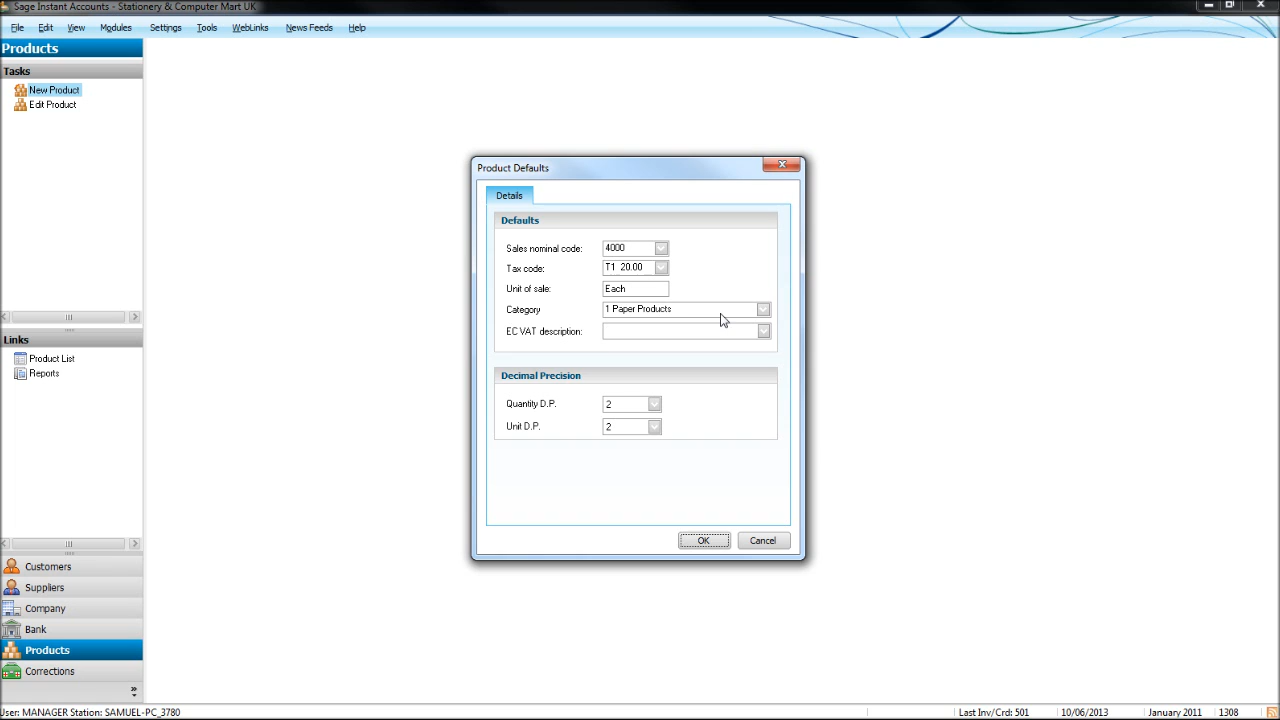 Sage Instant Accounts - Stationery & Computer Mart UK
File Edit View Modules Settings Tools WebLinks News Feeds Help
Products
Tasks
New Product
Edit Product
Links
Product List
Reports
Customers
Suppliers
Company
Bank
Products
Corrections
Product Defaults
Details
Defaults
Sales nominal code: 4000
Tax code: T1 20.00
Unit of sale: Each
Category 1 Paper Products
EC VAT description:
Decimal Precision
Quantity D.P. 2
Unit D.P. 2
OK Cancel
User: MANAGER Station: SAMUEL-PC_3780 Last Inv/Crd: 501 10/06/2013 January 2011 1308